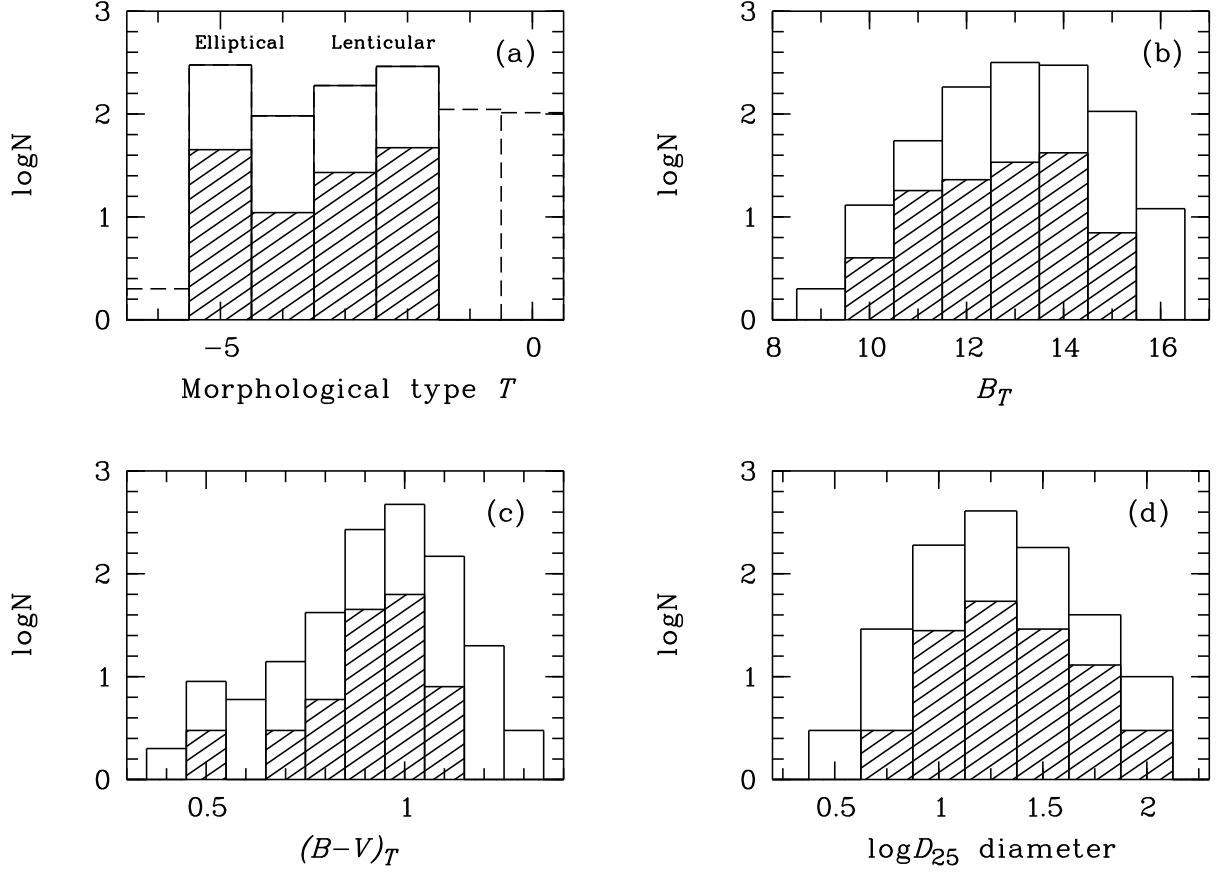 3
Elliptical Lenticular (a)
2
logN
1
0
−5 0
Morphological type T
3
(b)
2
logN
1
0
8 10 12 14 16
B_T
3
(c)
2
logN
1
0
0.5 1
(B−V)_T
3
(d)
2
logN
1
0
0.5 1 1.5 2
logD_25 diameter